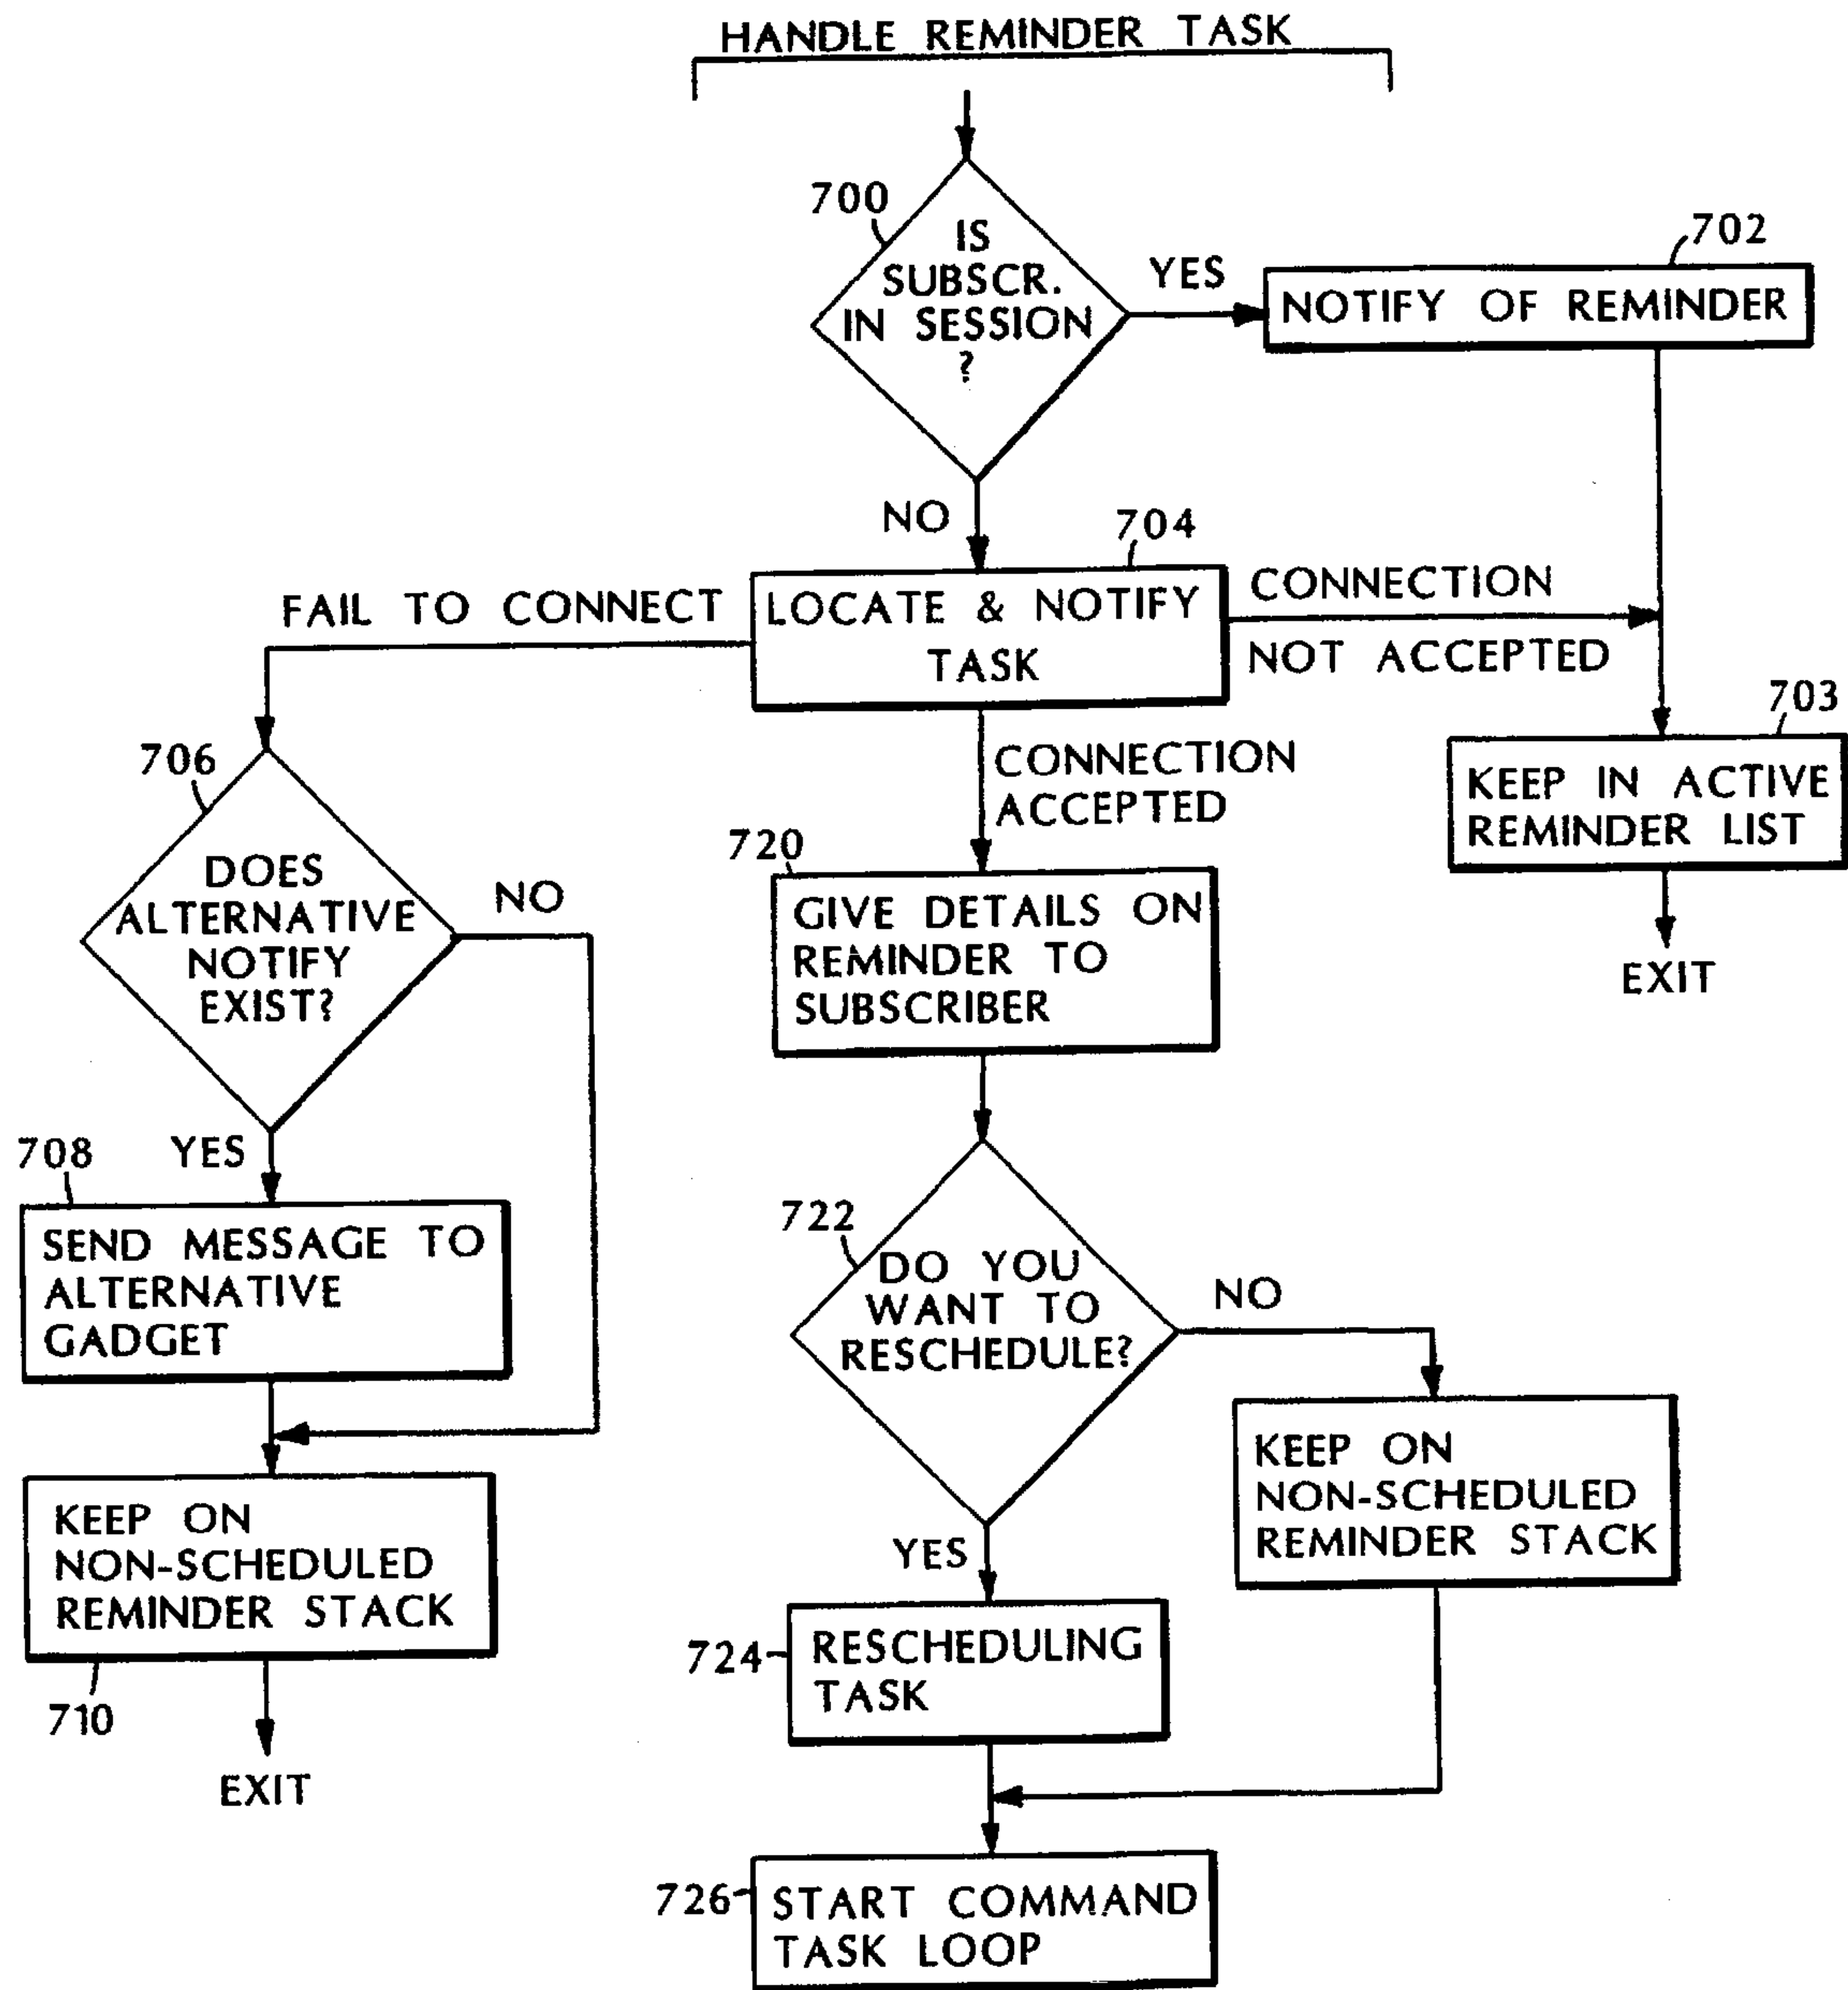 HANDLE REMINDER TASK
700
IS
SUBSCR.
IN SESSION
?
YES
702
NOTIFY OF REMINDER
NO
704
LOCATE & NOTIFY
TASK
FAIL TO CONNECT
CONNECTION
NOT ACCEPTED
703
KEEP IN ACTIVE
REMINDER LIST
EXIT
706
DOES
ALTERNATIVE
NOTIFY
EXIST?
NO
CONNECTION
ACCEPTED
720
GIVE DETAILS ON
REMINDER TO
SUBSCRIBER
YES
708
SEND MESSAGE TO
ALTERNATIVE
GADGET
722
DO YOU
WANT TO
RESCHEDULE?
NO
KEEP ON
NON-SCHEDULED
REMINDER STACK
KEEP ON
NON-SCHEDULED
REMINDER STACK
710
EXIT
YES
724
RESCHEDULING
TASK
726
START COMMAND
TASK LOOP